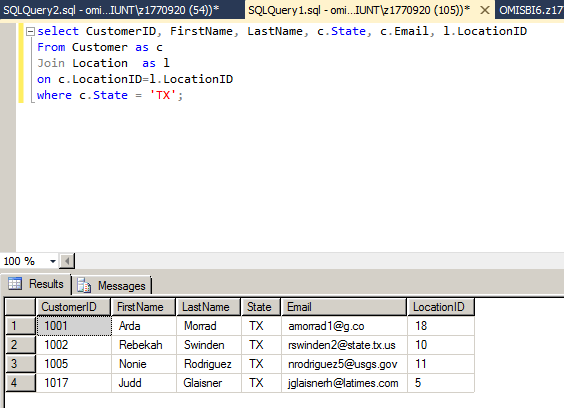 SQLQuery2.sql - omi...IUNT\z1770920 (54))* SQLQuery1.sql - omi...IUNT\z1770920 (105))* OMISBI6.z17
select CustomerID, FirstName, LastName, c.State, c.Email, l.LocationID
From Customer as c
Join Location  as l
on c.LocationID=l.LocationID
where c.State = 'TX';
100 %
Results Messages
CustomerID FirstName LastName State Email LocationID
1 1001 Arda Morrad TX amorrad1@g.co 18
2 1002 Rebekah Swinden TX rswinden2@state.tx.us 10
3 1005 Nonie Rodriguez TX nrodriguez5@usgs.gov 11
4 1017 Judd Glaisner TX jglaisnerh@latimes.com 5